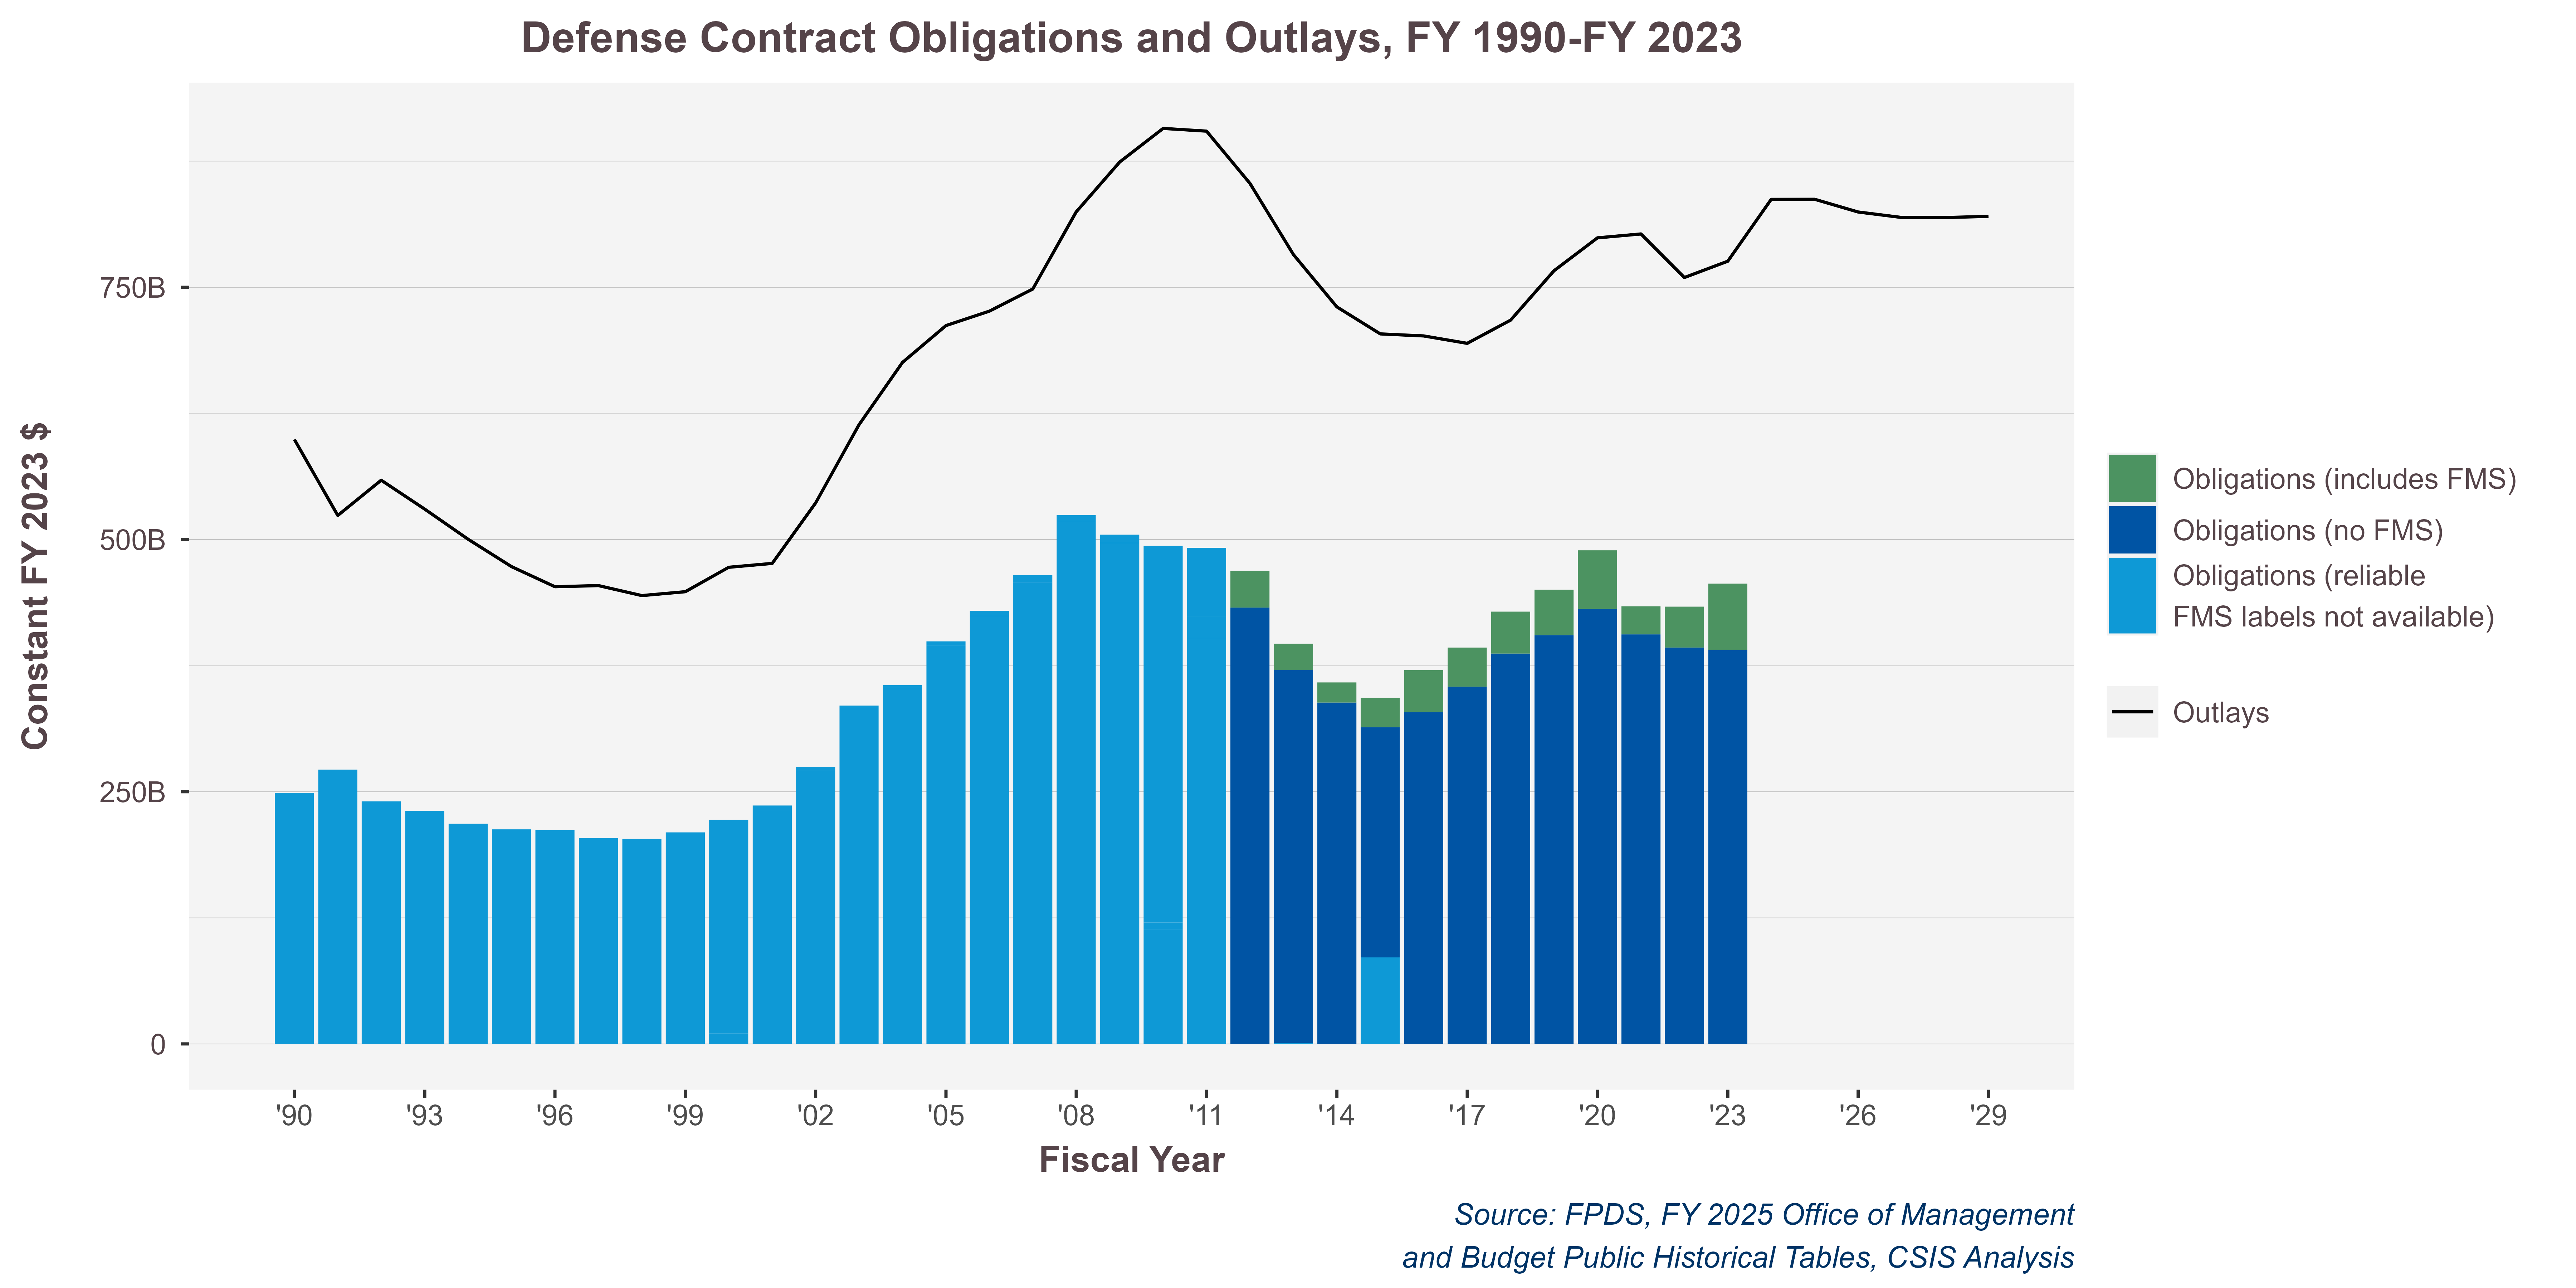 Defense Contract Obligations and Outlays, FY 1990-FY 2023
Constant FY 2023 $
750B
500B
250B
0
'90
'93
'96
'99
'02
'05
'08
'11
'14
'17
'20
'23
'26
'29
Fiscal Year
Obligations (includes FMS)
Obligations (no FMS)
Obligations (reliable
FMS labels not available)
Outlays
Source: FPDS, FY 2025 Office of Management
and Budget Public Historical Tables, CSIS Analysis